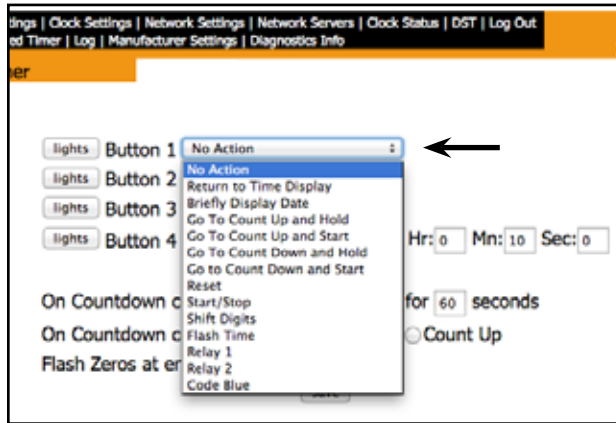 ings | Clock Settings | Network Settings | Network Servers | Clock Status | DST | Log Out
ed Timer | Log | Manufacturer Settings | Diagnostics Info
er
lights Button 1 No Action
No Action
lights Button 2 Return to Time Display
Briefly Display Date
lights Button 3 Go To Count Up and Hold
lights Button 4 Go To Count Up and Start Hr: 0 Mn: 10 Sec: 0
Go To Count Down and Hold
Go to Count Down and Start
Reset
On Countdown c Start/Stop for 60 seconds
Shift Digits
On Countdown c Flash Time Count Up
Flash Zeros at er Relay 1
Relay 2
Code Blue